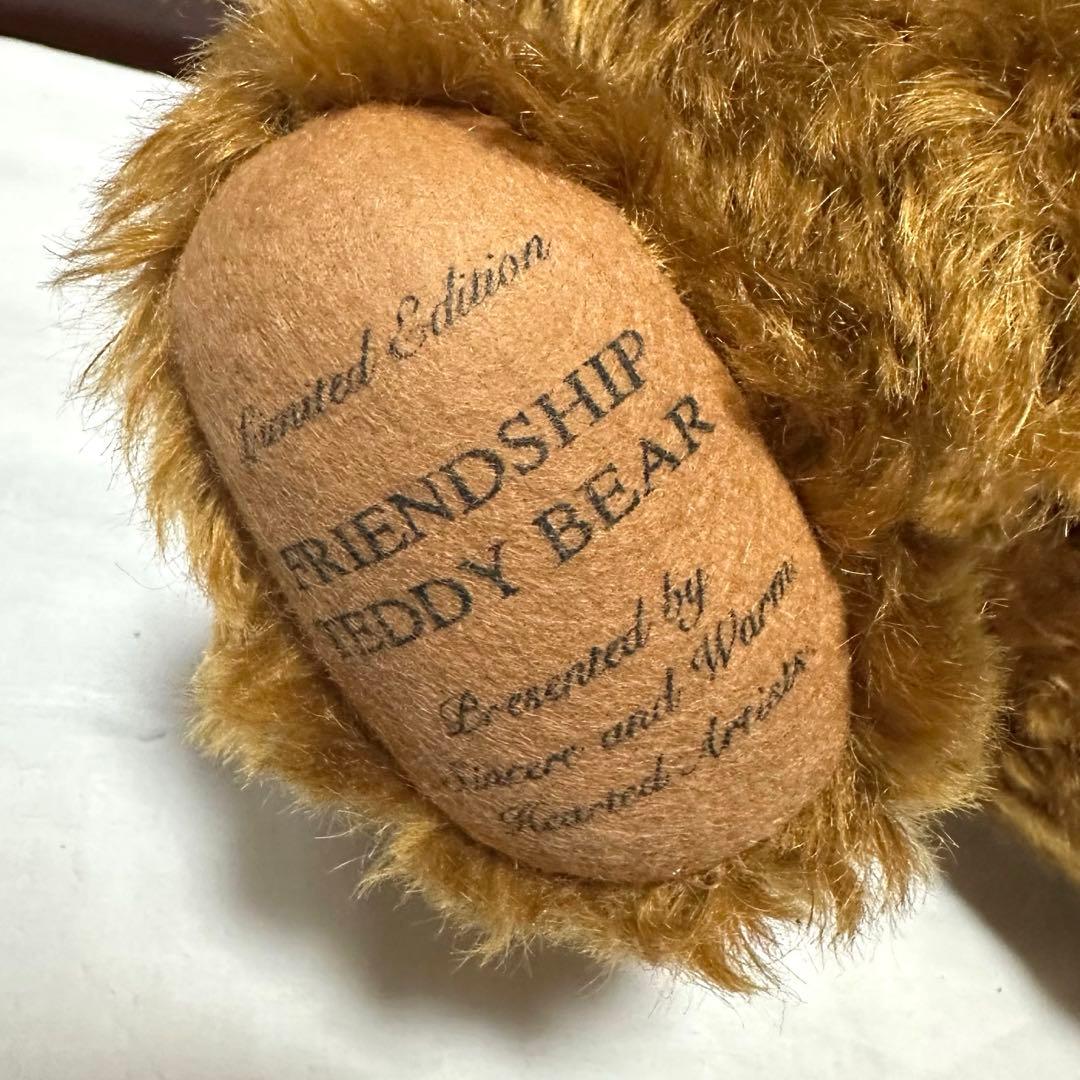 Limited Edition
FRIENDSHIP
TEDDY BEAR
Presented by
Sincere and Warm
Hearted Artists